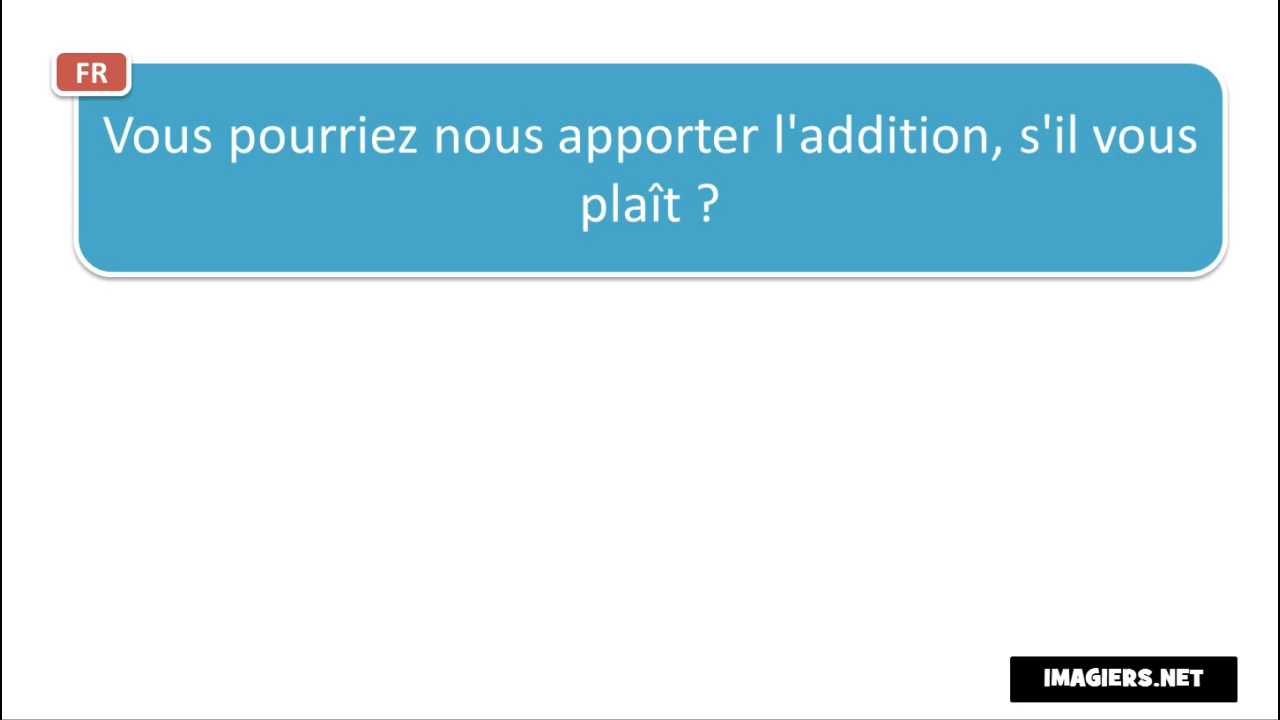 FR
Vous pourriez nous apporter l'addition, s'il vous
plaît ?
IMAGIERS.NET